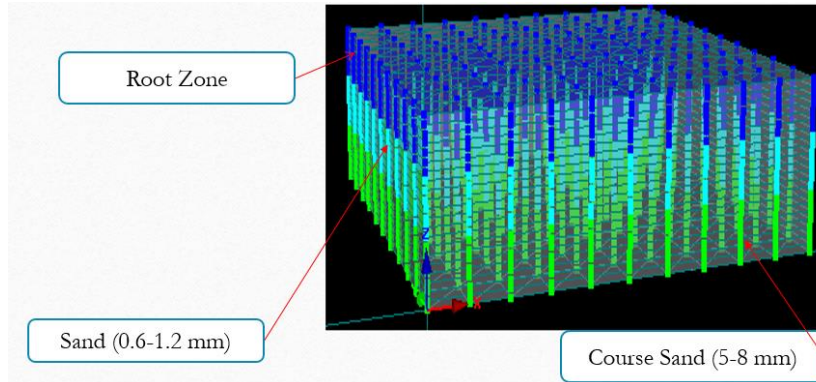 Root Zone
Z
X
Sand (0.6-1.2 mm)
Course Sand (5-8 mm)